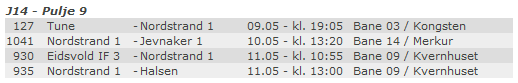 J14 - Pulje 9
127 Tune - Nordstrand 1 09.05 - kl. 19:05 Bane 03 / Kongsten
1041 Nordstrand 1 - Jevnaker 1 10.05 - kl. 13:20 Bane 14 / Merkur
930 Eidsvold IF 3 - Nordstrand 1 11.05 - kl. 10:55 Bane 09 / Kvernhuset
935 Nordstrand 1 - Halsen 11.05 - kl. 13:00 Bane 09 / Kvernhuset